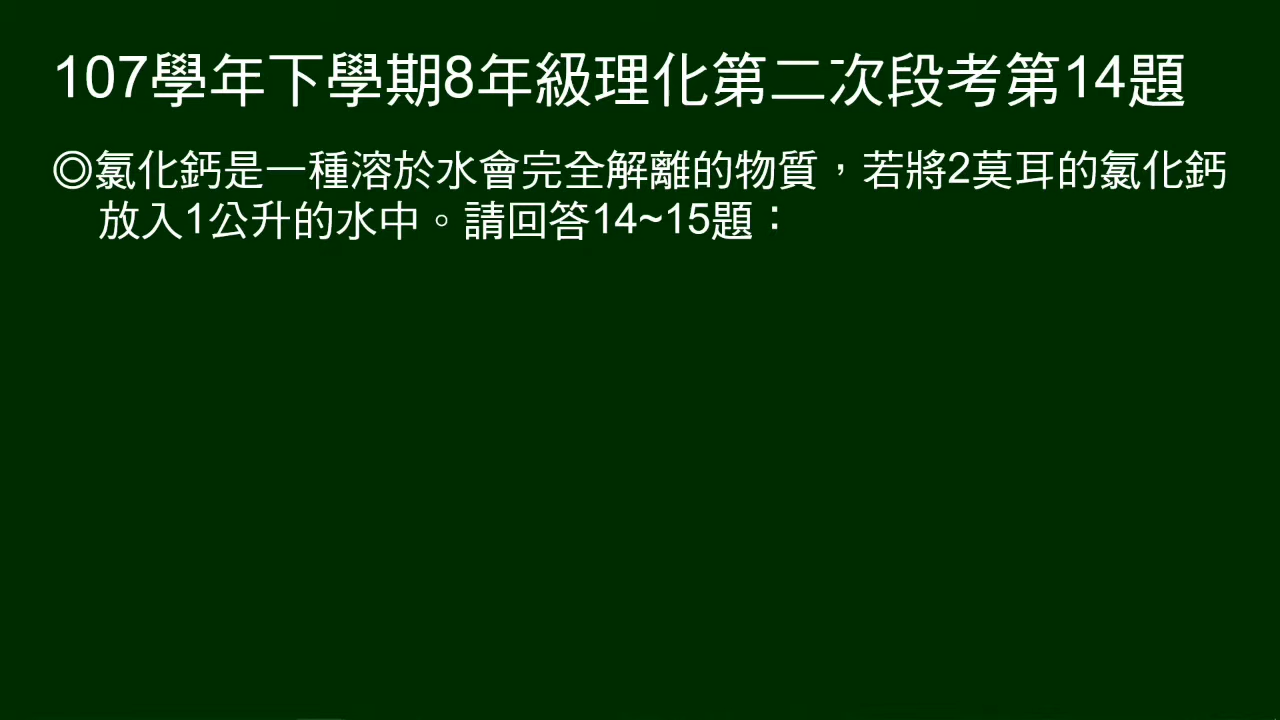 107學年下學期8年級理化第二次段考第14題
◎氯化鈣是一種溶於水會完全解離的物質，若將2莫耳的氯化鈣
放入1公升的水中。請回答14~15題：